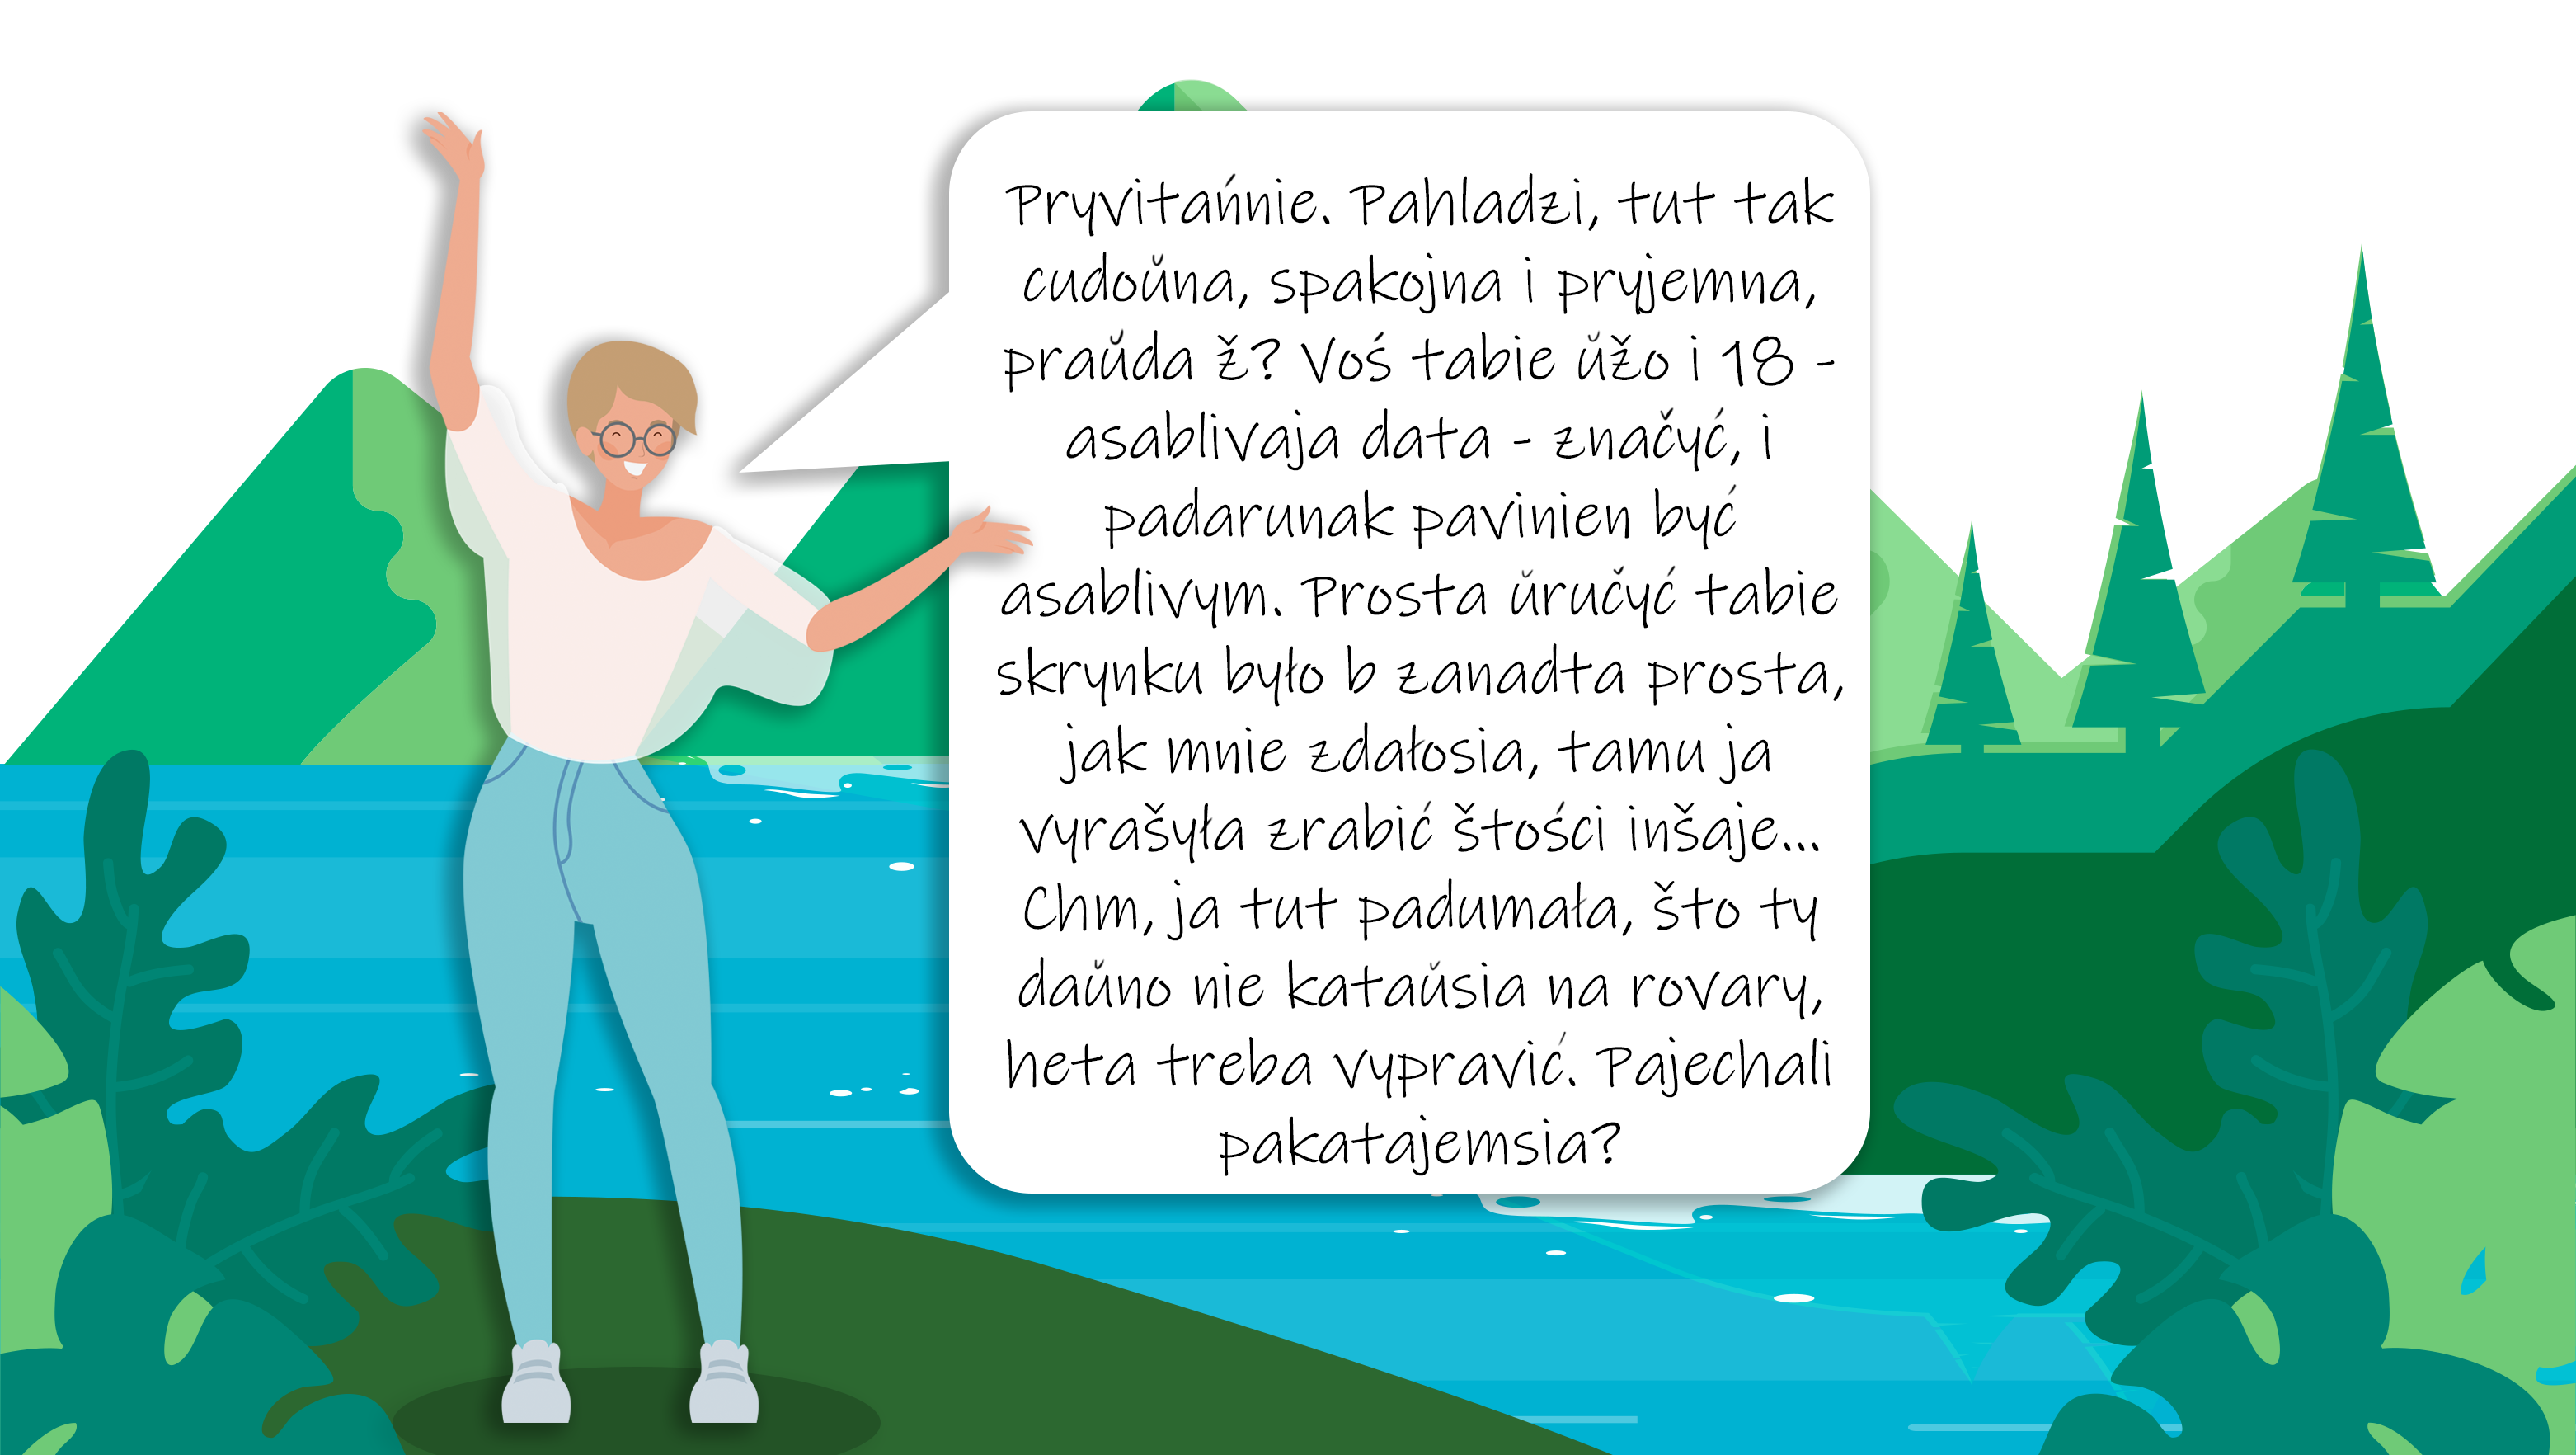 Pryvitańnie. Pahladzi, tut tak
cudoŭna, spakojna i pryjemna,
praŭda ž? Voś tabie ŭžo i 18 -
asablivaja data - značyć, i
padarunak pavinien być
asablivym. Prosta ŭručyć tabie
skrynku było b zanadta prosta,
jak mnie zdałosia, tamu ja
vyrašyła zrabić štości inšaje...
Chm, ja tut padumała, što ty
daŭno nie kataŭsia na rovary,
heta treba vypravić. Pajechali
pakatajemsia?